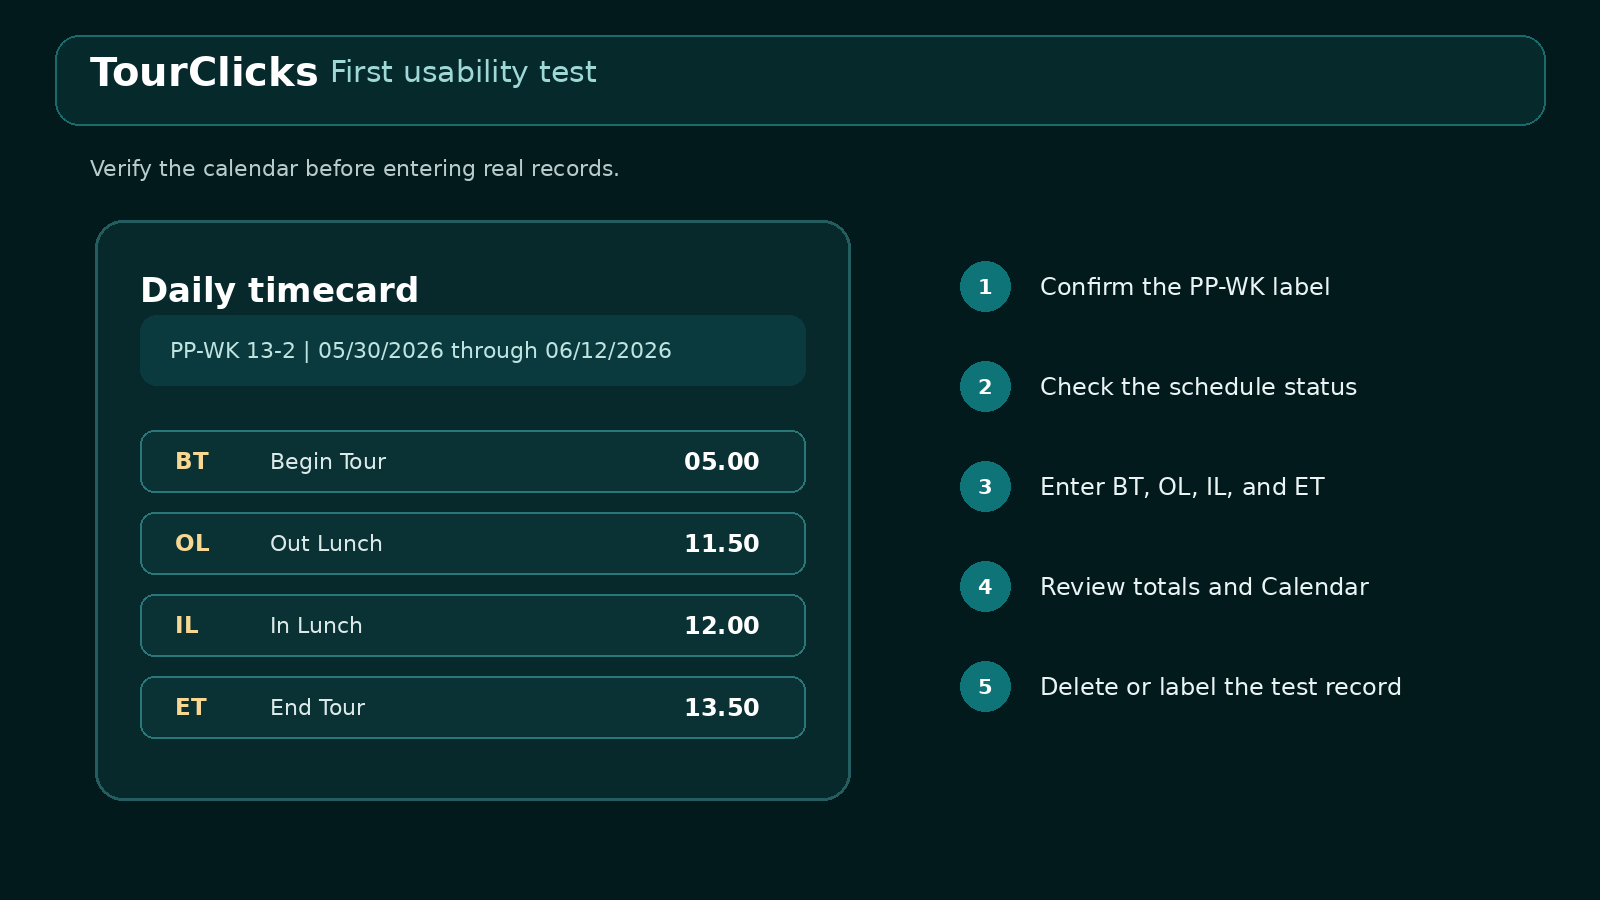 TourClicks First usability test
Verify the calendar before entering real records.
Daily timecard
PP-WK 13-2 | 05/30/2026 through 06/12/2026
BT Begin Tour 05.00
OL Out Lunch 11.50
IL In Lunch 12.00
ET End Tour 13.50
1 Confirm the PP-WK label
2 Check the schedule status
3 Enter BT, OL, IL, and ET
4 Review totals and Calendar
5 Delete or label the test record